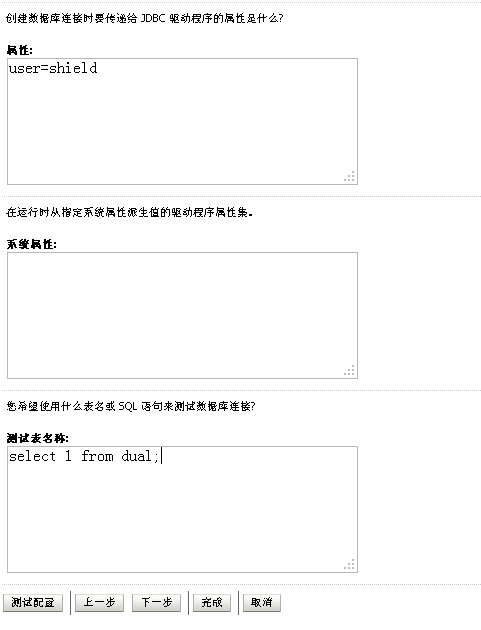 创建数据库连接时要传递给 JDBC 驱动程序的属性是什么?
属性:
user=shield
在运行时从指定系统属性派生值的驱动程序属性集。
系统属性:
您希望使用什么表名或 SQL 语句来测试数据库连接?
测试表名称:
select 1 from dual;
测试配置 上一步 下一步 完成 取消